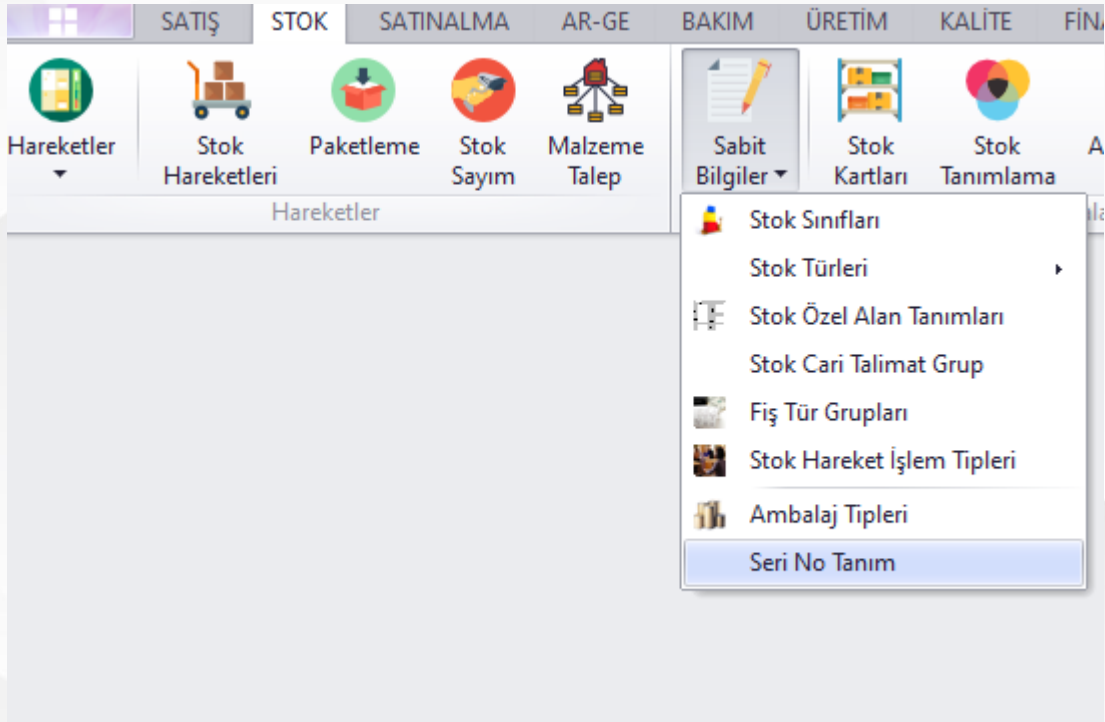 SATIŞ STOK SATINALMA AR-GE BAKIM ÜRETİM KALİTE FİNA
Hareketler Stok Hareketleri Paketleme Stok Sayım Malzeme Talep Sabit Bilgiler Stok Kartları Stok Tanımlama A
Hareketler
Stok Sınıfları
Stok Türleri
Stok Özel Alan Tanımları
Stok Cari Talimat Grup
Fiş Tür Grupları
Stok Hareket İşlem Tipleri
Ambalaj Tipleri
Seri No Tanım